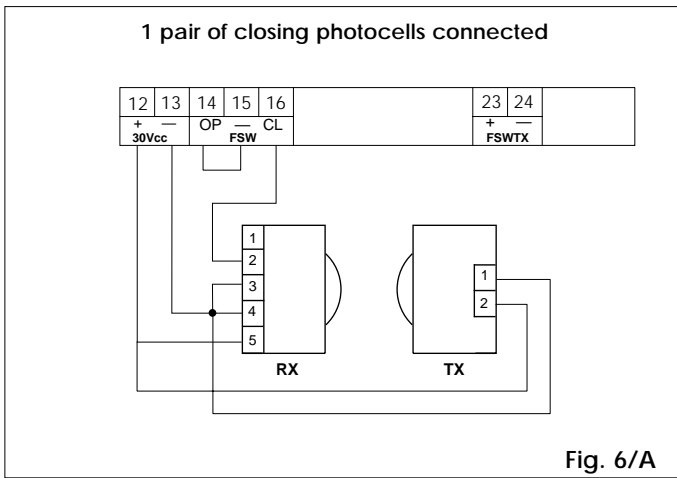 1 pair of closing photocells connected
12 13 14 15 16 23 24
+ — OP — CL + —
30Vcc FSW FSWTX
1
2
3
4
5
1
2
RX TX
Fig. 6/A